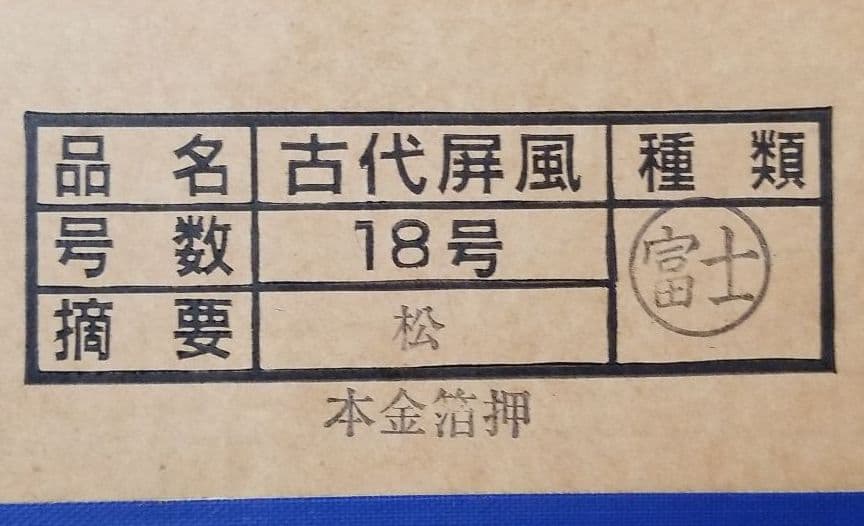 品名 古代屏風 種類
号数 18号 富士
摘要 松
本金箔押